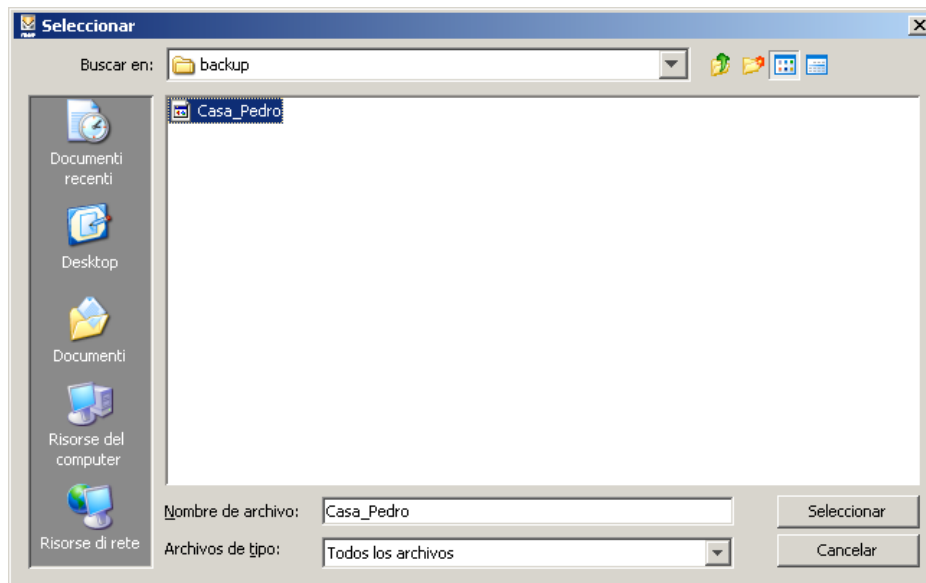 Seleccionar
Buscar en: backup
Casa_Pedro
Documenti
recenti
Desktop
Documenti
Risorse del
computer
Risorse di rete
Nombre de archivo: Casa_Pedro Seleccionar
Archivos de tipo: Todos los archivos Cancelar